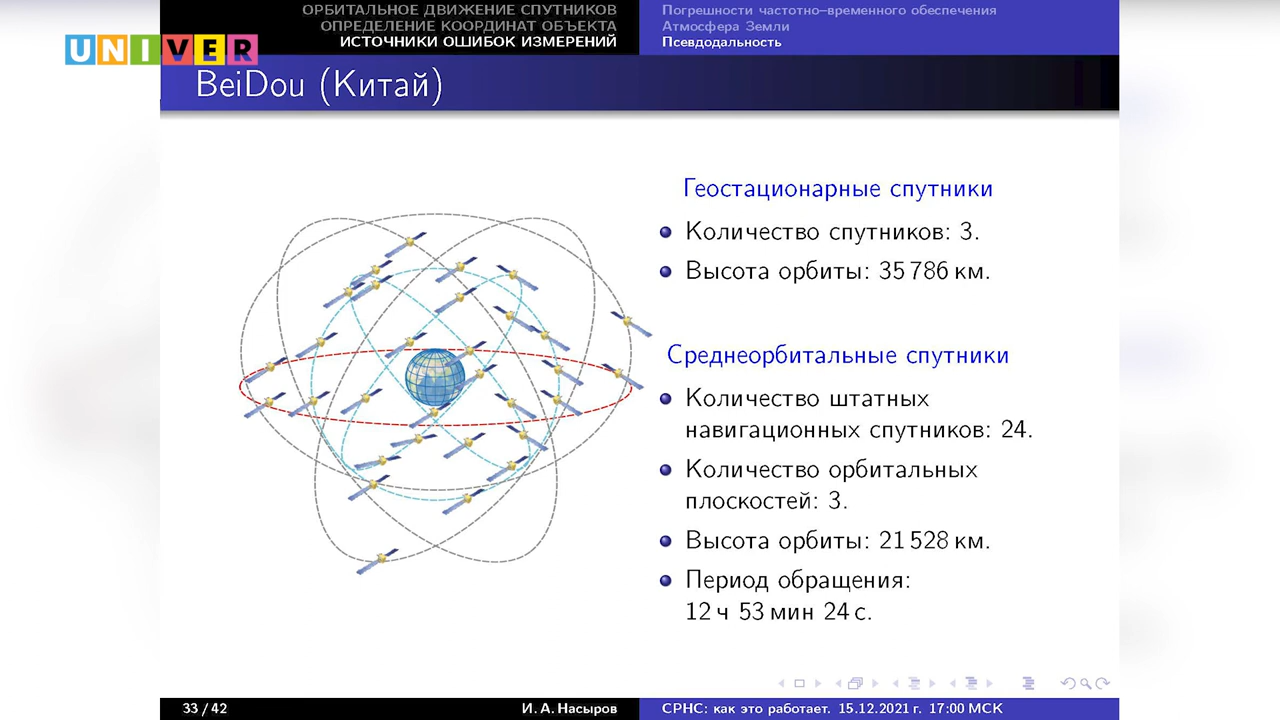 ОРБИТАЛЬНОЕ ДВИЖЕНИЕ СПУТНИКОВ
ОПРЕДЕЛЕНИЕ КООРДИНАТ ОБЪЕКТА
ИСТОЧНИКИ ОШИБОК ИЗМЕРЕНИЙ
Погрешности частотно–временного обеспечения
Атмосфера Земли
Псевдодальность
UNIVER
BeiDou (Китай)
Геостационарные спутники
Количество спутников: 3.
Высота орбиты: 35 786 км.
Среднеорбитальные спутники
Количество штатных
навигационных спутников: 24.
Количество орбитальных
плоскостей: 3.
Высота орбиты: 21 528 км.
Период обращения:
12 ч 53 мин 24 с.
33 / 42
И. А. Насыров
СРНС: как это работает. 15.12.2021 г. 17:00 МСК